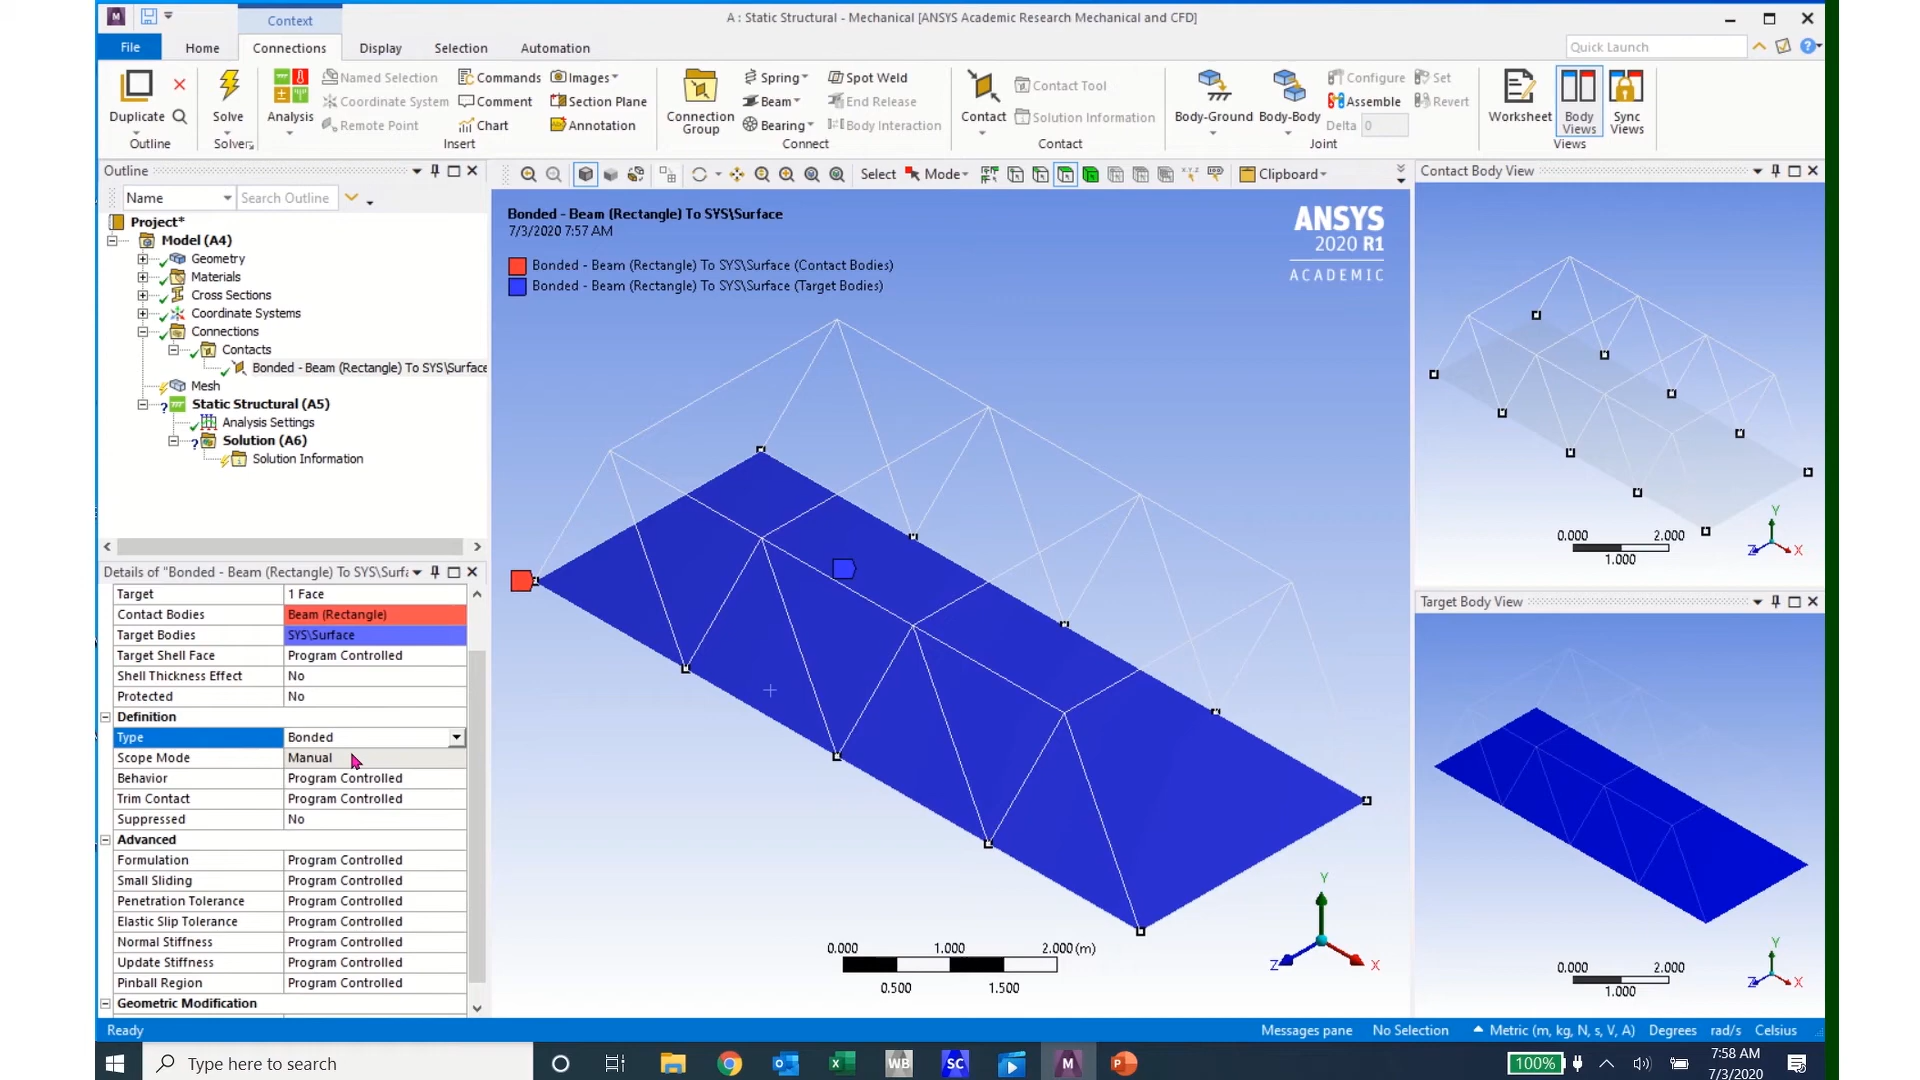 Context
A : Static Structural - Mechanical [ANSYS Academic Research Mechanical and CFD]
File Home Connections Display Selection Automation
Quick Launch
Duplicate
Outline
Solve
Solver
Analysis
Named Selection
Coordinate System
Remote Point
Commands
Comment
Chart
Images
Section Plane
Annotation
Insert
Connection Group
Spring
Beam
Bearing
Spot Weld
End Release
Body Interaction
Connect
Contact
Contact Tool
Solution Information
Contact
Body-Ground
Body-Body
Configure
Assemble
Delta 0
Set
Revert
Joint
Worksheet
Body Views
Sync Views
Views
Outline
Name Search Outline
Project*
Model (A4)
Geometry
Materials
Cross Sections
Coordinate Systems
Connections
Contacts
Bonded - Beam (Rectangle) To SYS\Surface
Mesh
Static Structural (A5)
Analysis Settings
Solution (A6)
Solution Information
Select Mode Clipboard
Bonded - Beam (Rectangle) To SYS\Surface
7/3/2020 7:57 AM
Bonded - Beam (Rectangle) To SYS\Surface (Contact Bodies)
Bonded - Beam (Rectangle) To SYS\Surface (Target Bodies)
ANSYS
2020 R1
ACADEMIC
0.000 1.000 2.000 (m)
0.500 1.500
Y
Z X
Contact Body View
0.000 2.000
1.000
Y
Z X
Target Body View
0.000 2.000
1.000
Y
Z X
Details of "Bonded - Beam (Rectangle) To SYS\Surfa
Target 1 Face
Contact Bodies Beam (Rectangle)
Target Bodies SYS\Surface
Target Shell Face Program Controlled
Shell Thickness Effect No
Protected No
Definition
Type Bonded
Scope Mode Manual
Behavior Program Controlled
Trim Contact Program Controlled
Suppressed No
Advanced
Formulation Program Controlled
Small Sliding Program Controlled
Penetration Tolerance Program Controlled
Elastic Slip Tolerance Program Controlled
Normal Stiffness Program Controlled
Update Stiffness Program Controlled
Pinball Region Program Controlled
Geometric Modification
Ready Messages pane No Selection Metric (m, kg, N, s, V, A) Degrees rad/s Celsius
Type here to search
WB
SC
M
100%
7:58 AM
7/3/2020